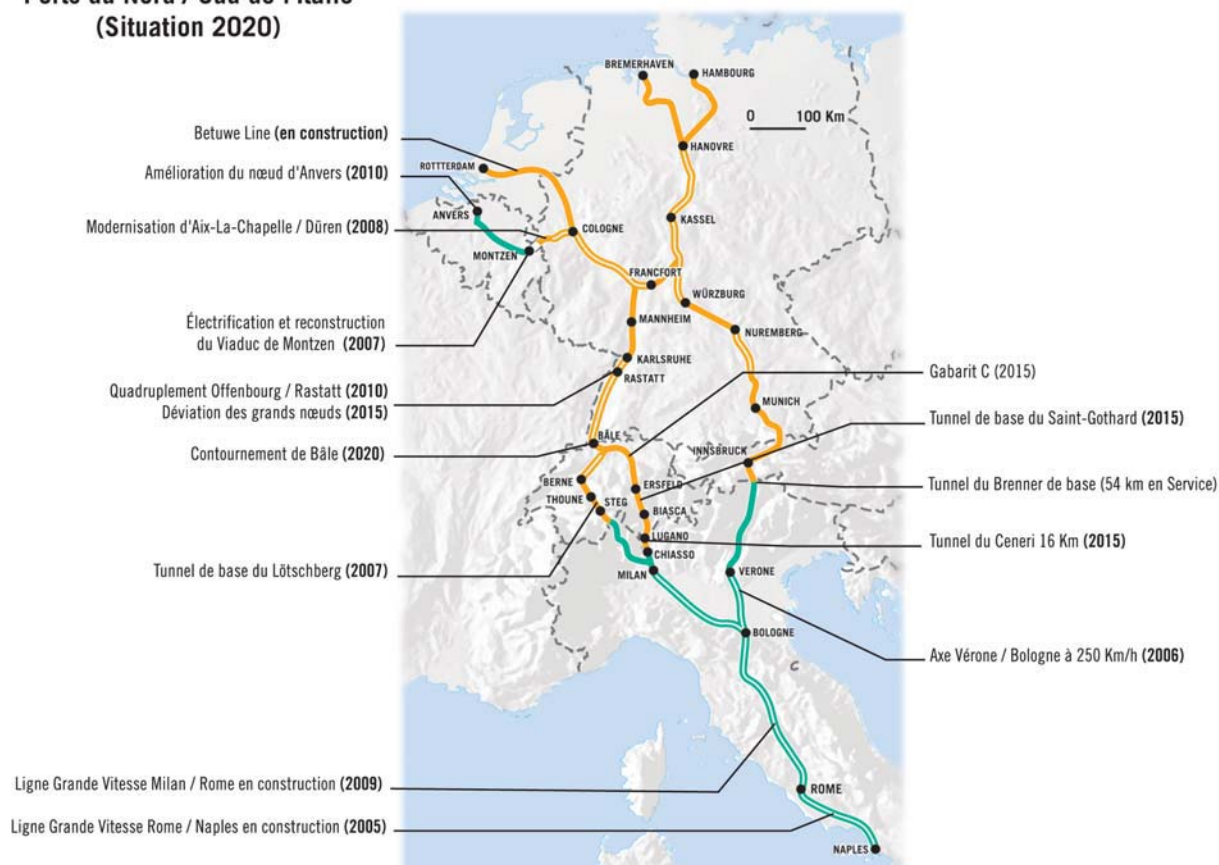 Ports du Nord / Sud de l'Italie
(Situation 2020)
BREMERHAVEN
HAMBOURG
0 100 Km
Betuwe Line (en construction)
HANOVRE
ROTTTERDAM
Amélioration du nœud d'Anvers (2010)
ANVERS
KASSEL
Modernisation d'Aix-La-Chapelle / Düren (2008)
COLOGNE
MONTZEN
FRANCFORT
WÜRZBURG
MANNHEIM
NUREMBERG
Électrification et reconstruction
du Viaduc de Montzen (2007)
KARLSRUHE
RASTATT
Gabarit C (2015)
Quadruplement Offenbourg / Rastatt (2010)
Déviation des grands nœuds (2015)
MUNICH
Tunnel de base du Saint-Gothard (2015)
BÂLE
Contournement de Bâle (2020)
INNSBRUCK
BERNE
ERSFELD
Tunnel du Brenner de base (54 km en Service)
THOUNE
STEG
BIASCA
LUGANO
Tunnel du Ceneri 16 Km (2015)
CHIASSO
Tunnel de base du Lötschberg (2007)
MILAN
VERONE
BOLOGNE
Axe Vérone / Bologne à 250 Km/h (2006)
Ligne Grande Vitesse Milan / Rome en construction (2009)
ROME
Ligne Grande Vitesse Rome / Naples en construction (2005)
NAPLES